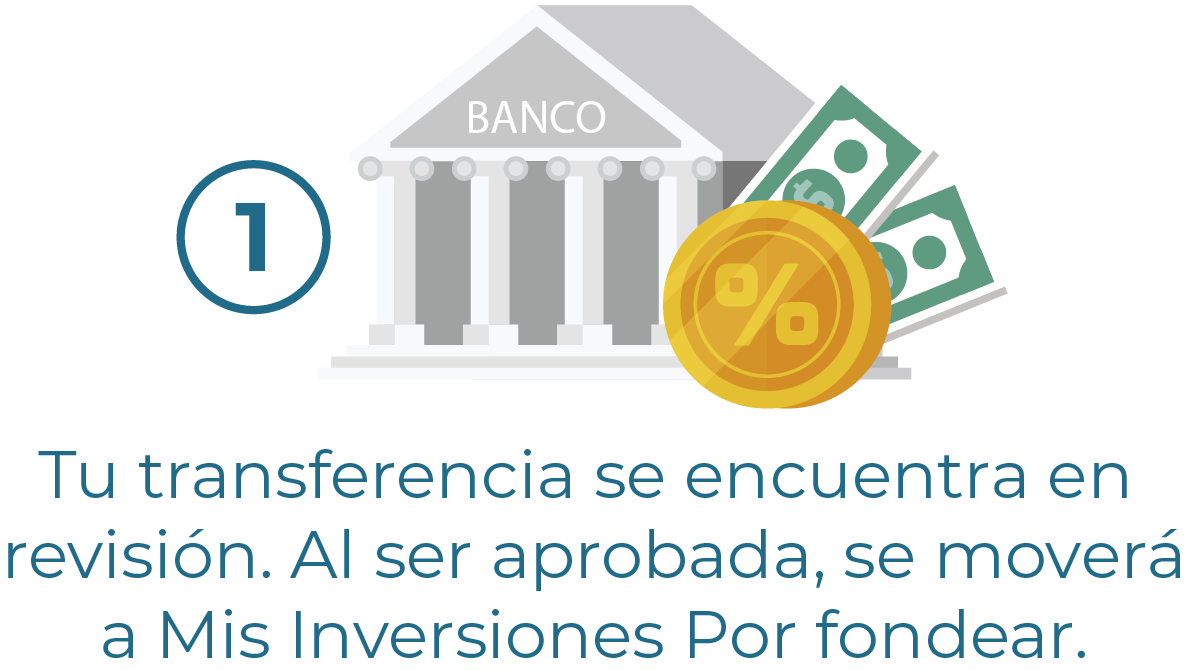 BANCO
1
$
$
%
Tu transferencia se encuentra en
revisión. Al ser aprobada, se moverá
a Mis Inversiones Por fondear.